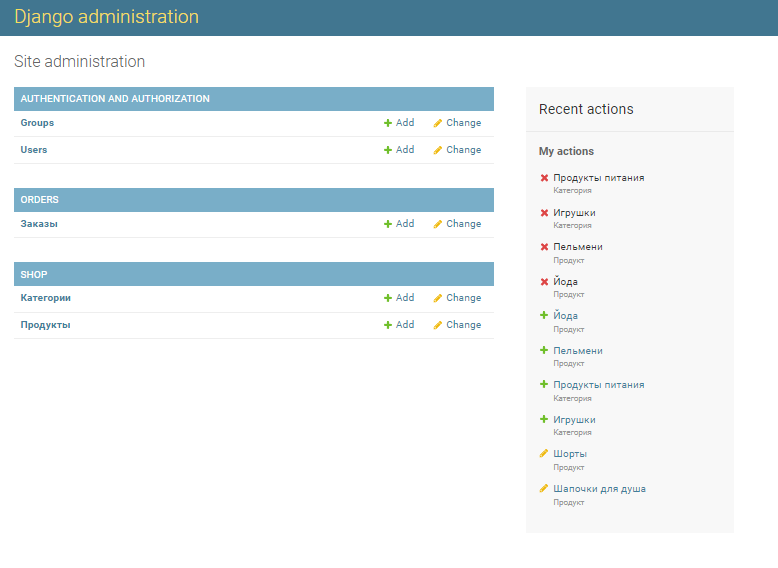 Django administration
Site administration
AUTHENTICATION AND AUTHORIZATION
Groups Add Change
Users Add Change
ORDERS
Заказы Add Change
SHOP
Категории Add Change
Продукты Add Change
Recent actions
My actions
Продукты питания
Категория
Игрушки
Категория
Пельмени
Продукт
Йода
Продукт
Йода
Продукт
Пельмени
Продукт
Продукты питания
Категория
Игрушки
Категория
Шорты
Продукт
Шапочки для душа
Продукт